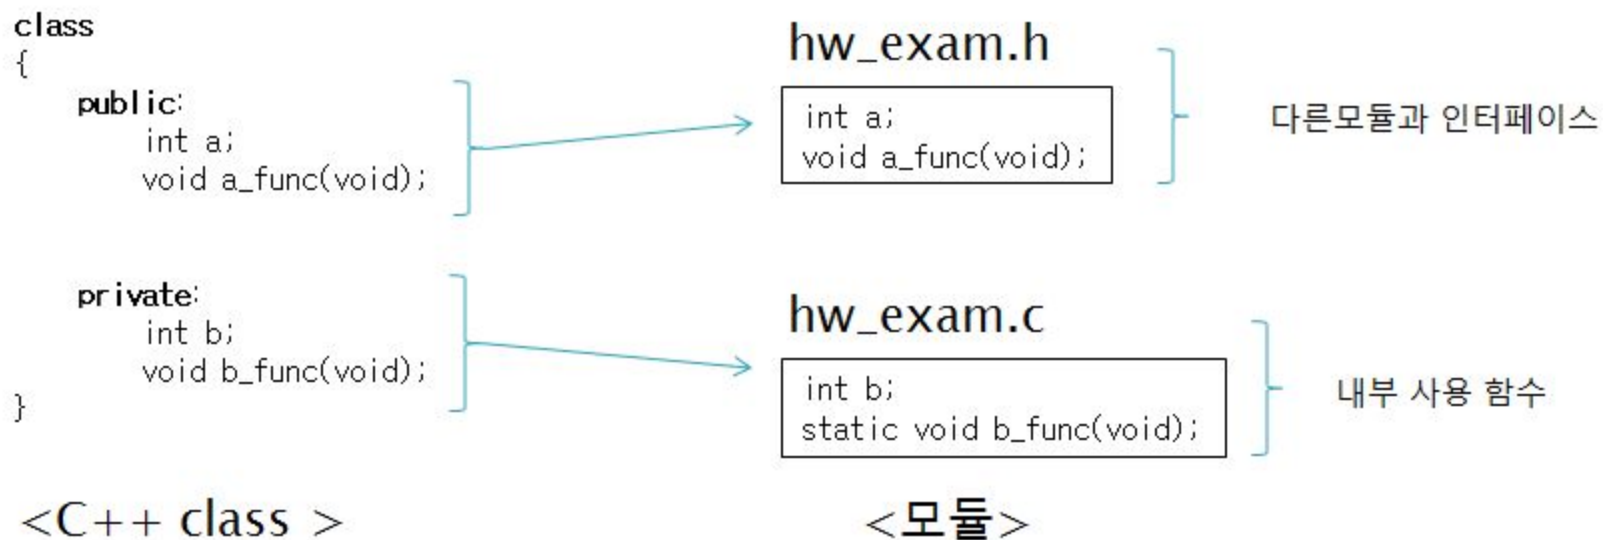 class
{
public:
int a;
void a_func(void);
private:
int b;
void b_func(void);
}
<C++ class >
hw_exam.h
int a;
void a_func(void);
다른모듈과 인터페이스
hw_exam.c
int b;
static void b_func(void);
내부 사용 함수
<모듈>